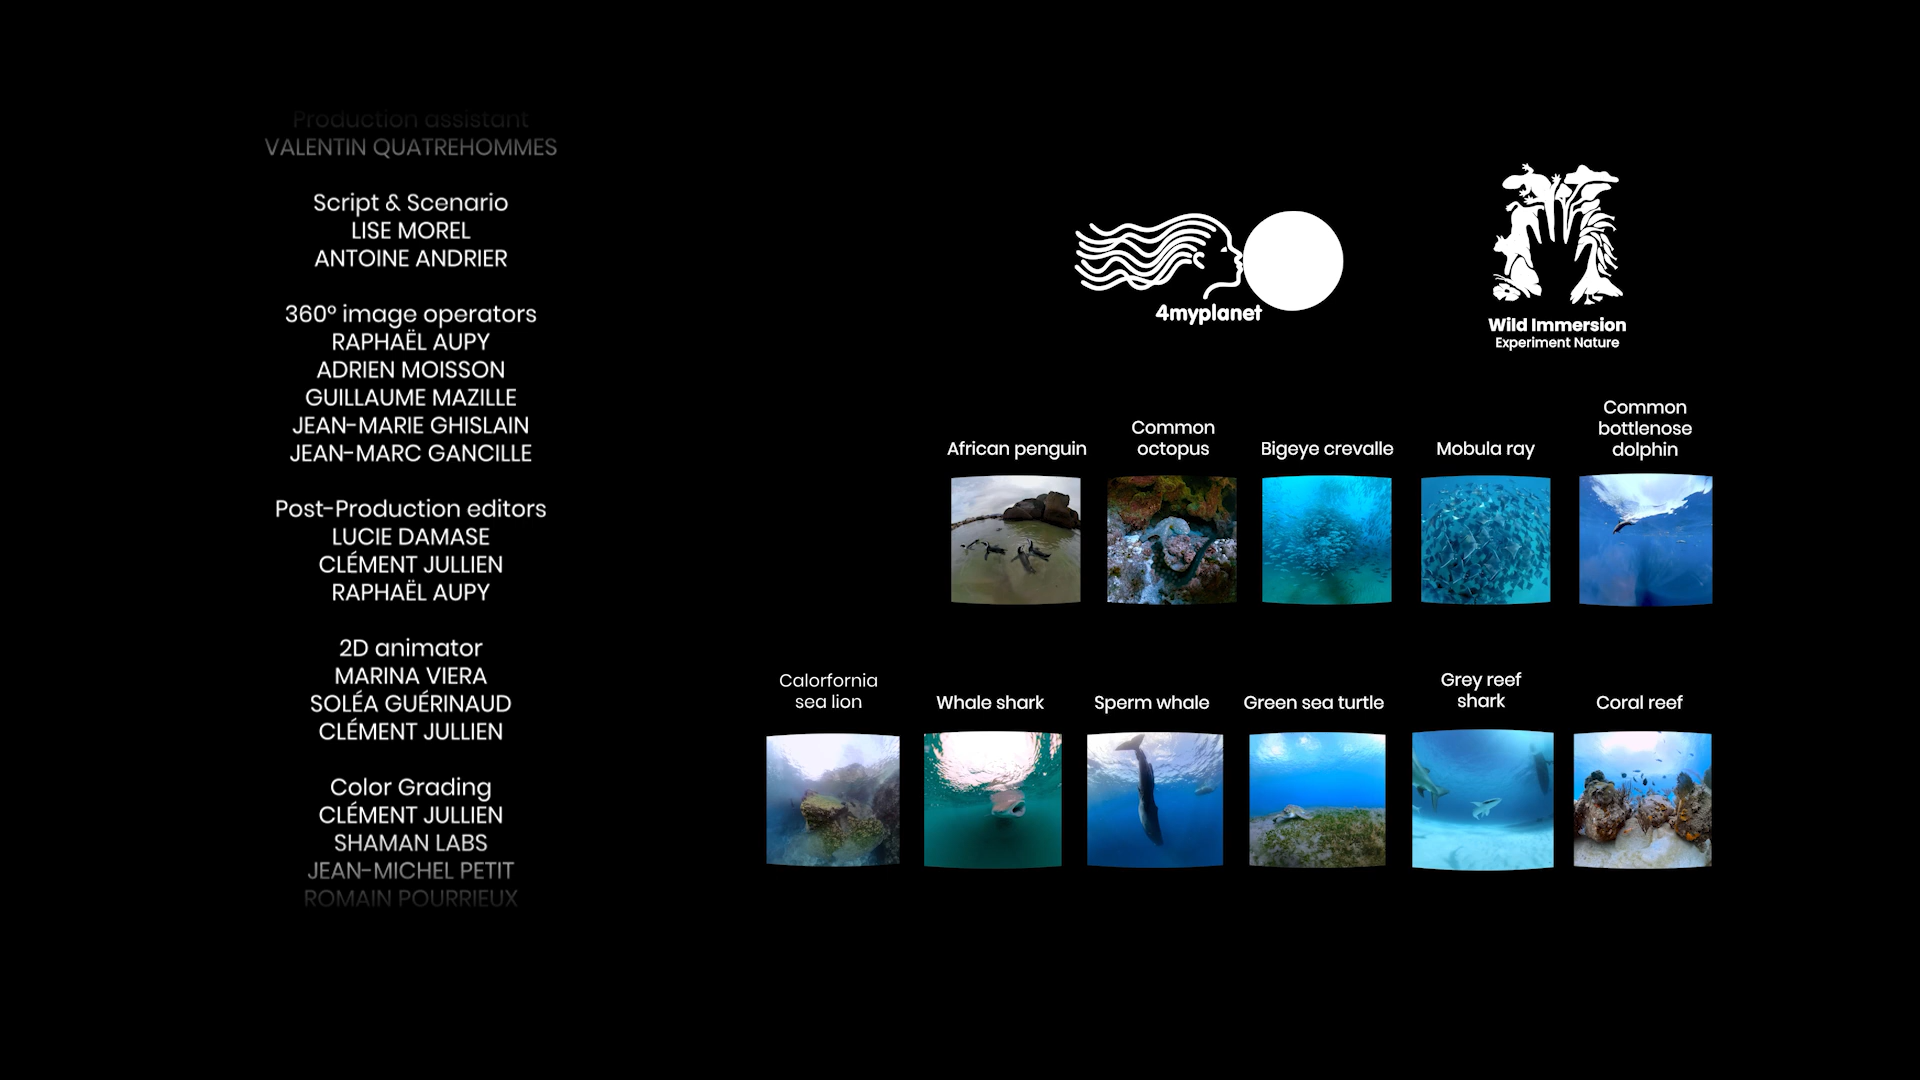 Production assistant
VALENTIN QUATREHOMMES
Script & Scenario
LISE MOREL
ANTOINE ANDRIER
360° image operators
RAPHAËL AUPY
ADRIEN MOISSON
GUILLAUME MAZILLE
JEAN-MARIE GHISLAIN
JEAN-MARC GANCILLE
Post-Production editors
LUCIE DAMASE
CLÉMENT JULLIEN
RAPHAËL AUPY
2D animator
MARINA VIERA
SOLÉA GUÉRINAUD
CLÉMENT JULLIEN
Color Grading
CLÉMENT JULLIEN
SHAMAN LABS
JEAN-MICHEL PETIT
ROMAIN POURRIEUX
4myplanet
Wild Immersion
Experiment Nature
African penguin
Common
octopus
Bigeye crevalle
Mobula ray
Common
bottlenose
dolphin
Calorfornia
sea lion
Whale shark
Sperm whale
Green sea turtle
Grey reef
shark
Coral reef